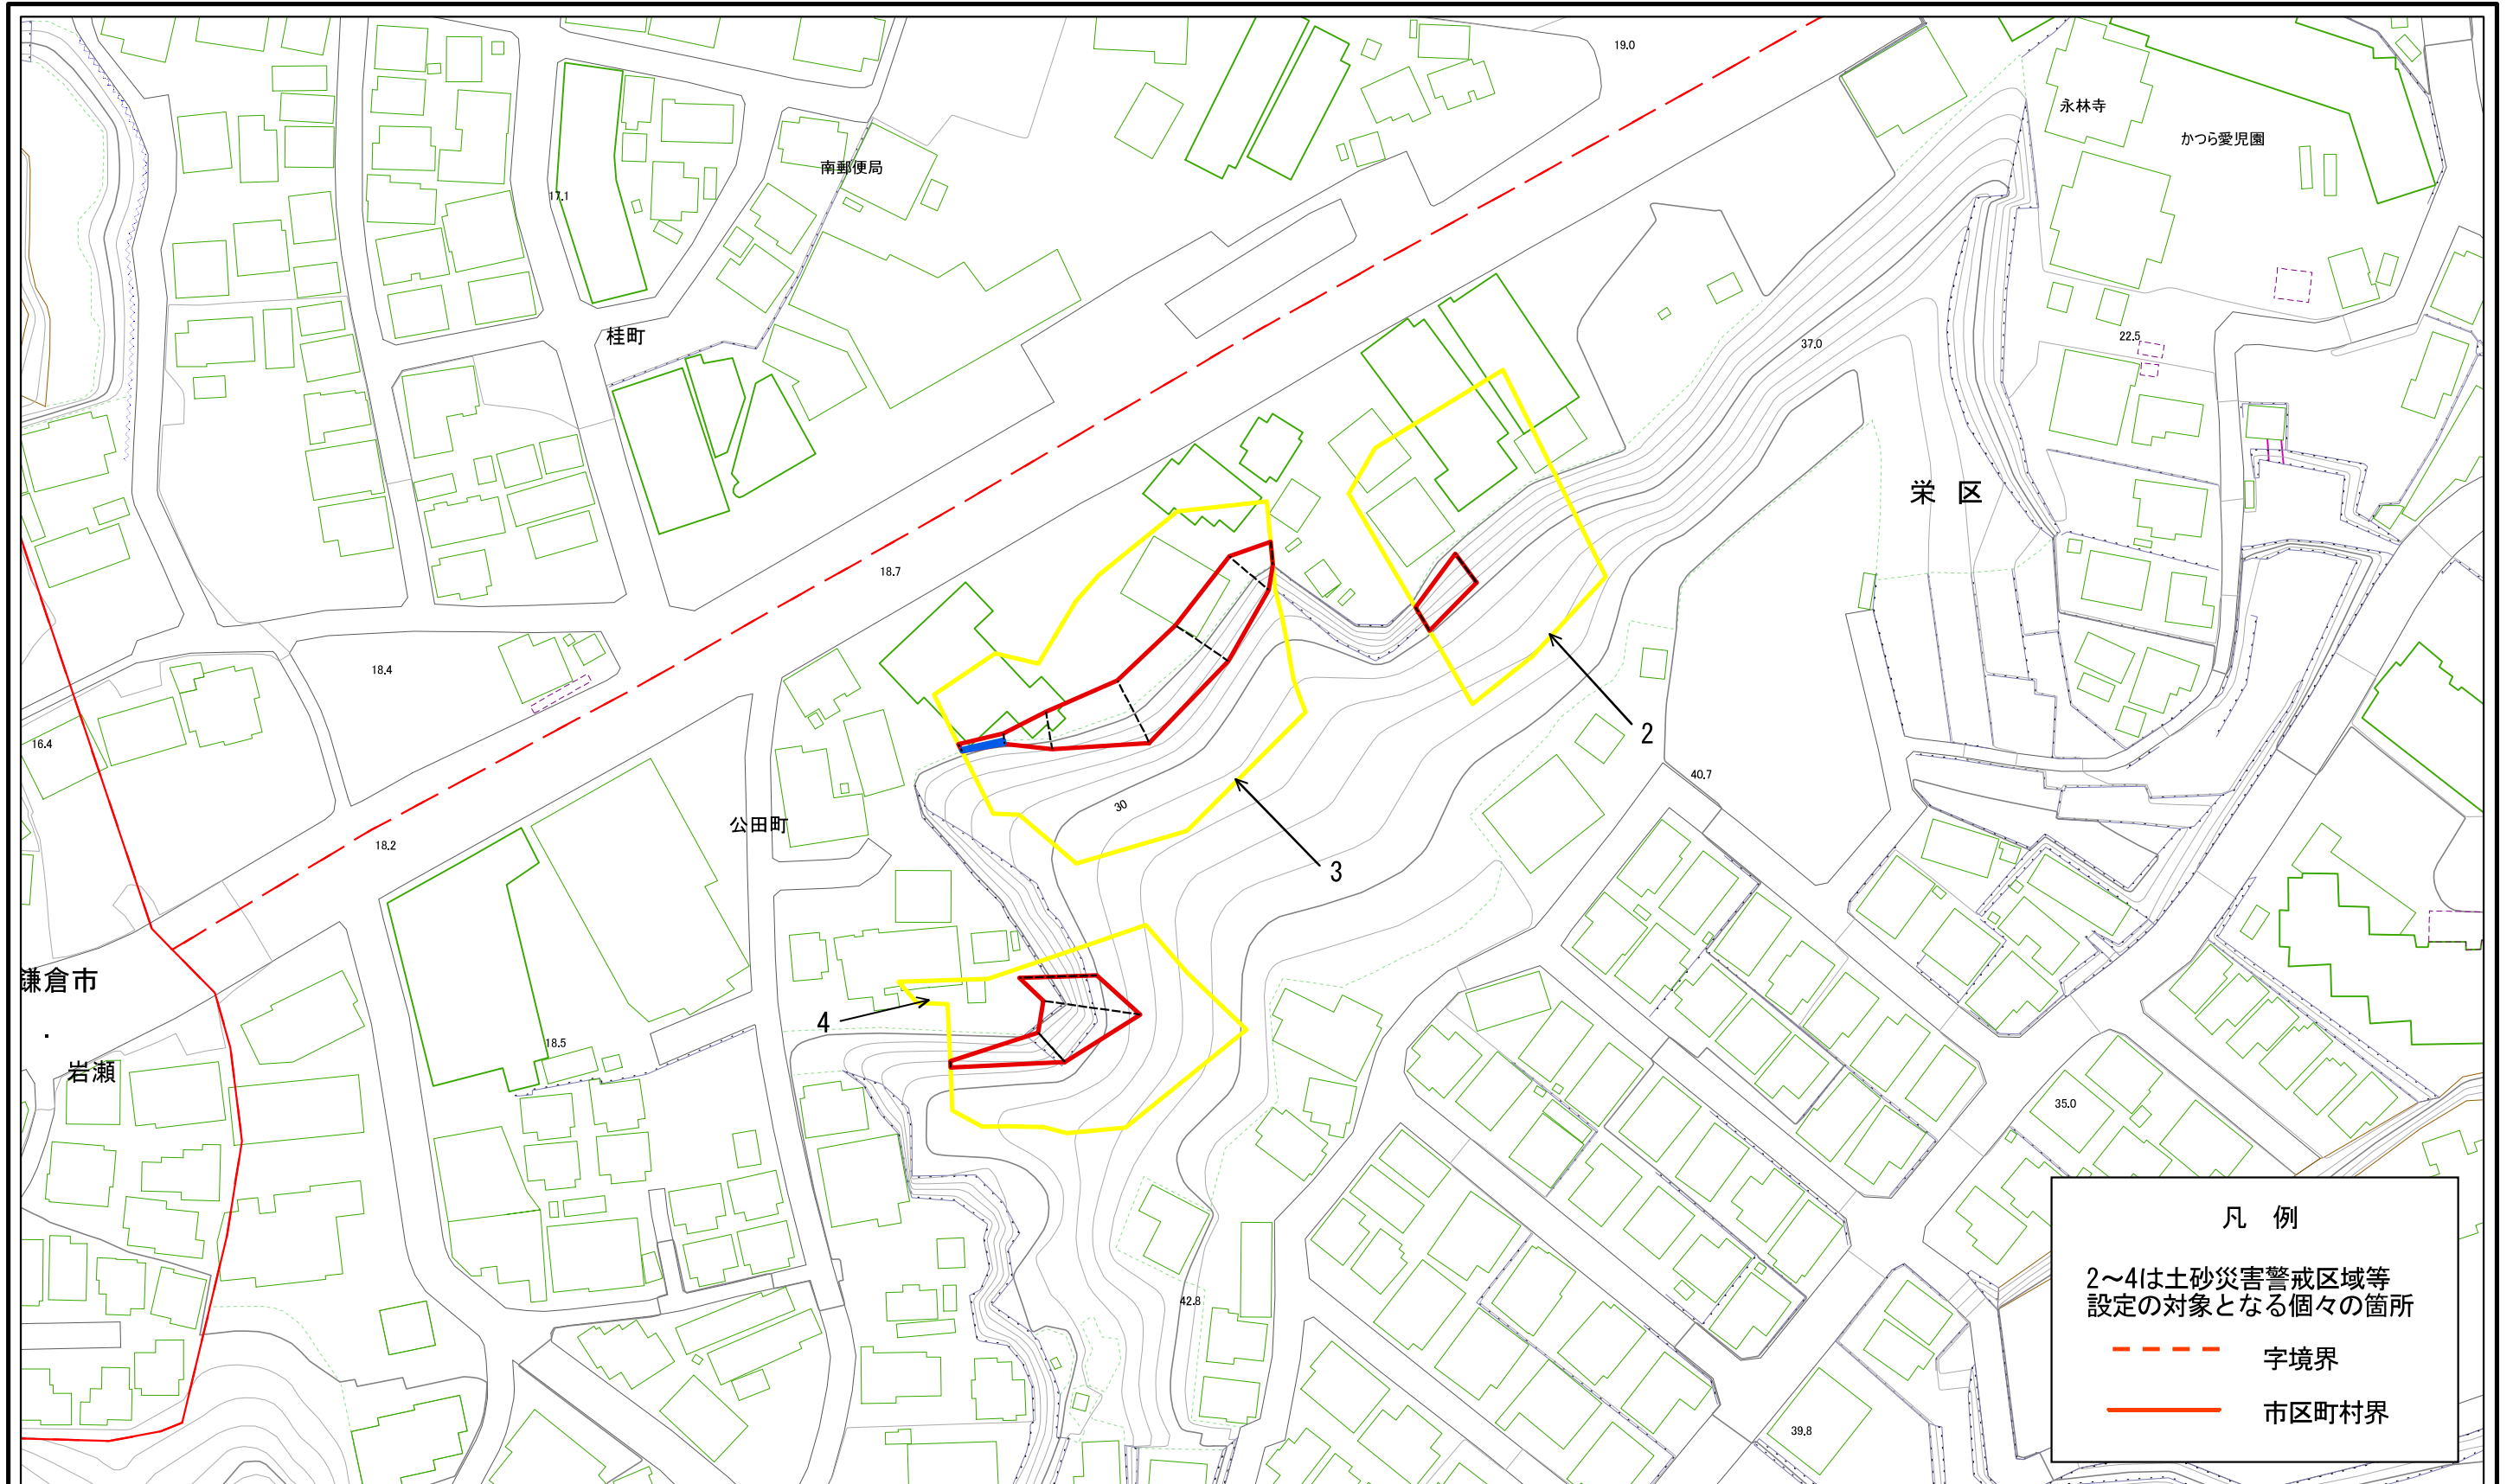 19.0
永林寺
かつら愛児園
南郵便局
17.1
桂町
22.5
37.0
栄 区
18.7
18.4
2
16.4
40.7
30
公田町
18.2
3
鎌倉市
4
18.5
岩瀬
35.0
42.8
39.8
凡 例
2～4は土砂災害警戒区域等
設定の対象となる個々の箇所
字境界
市区町村界